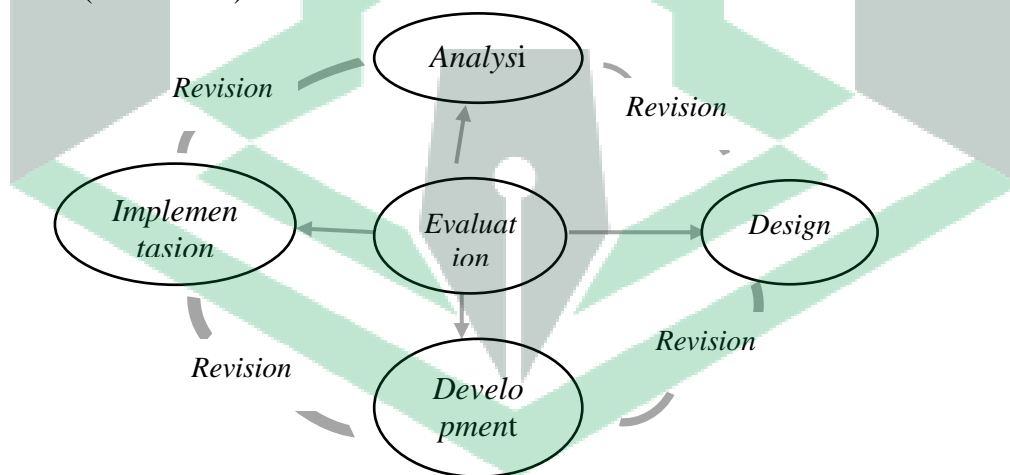 Analysi
Revision
Revision
Implemen
tasion
Evaluat
ion
Design
Revision
Revision
Develo
pment